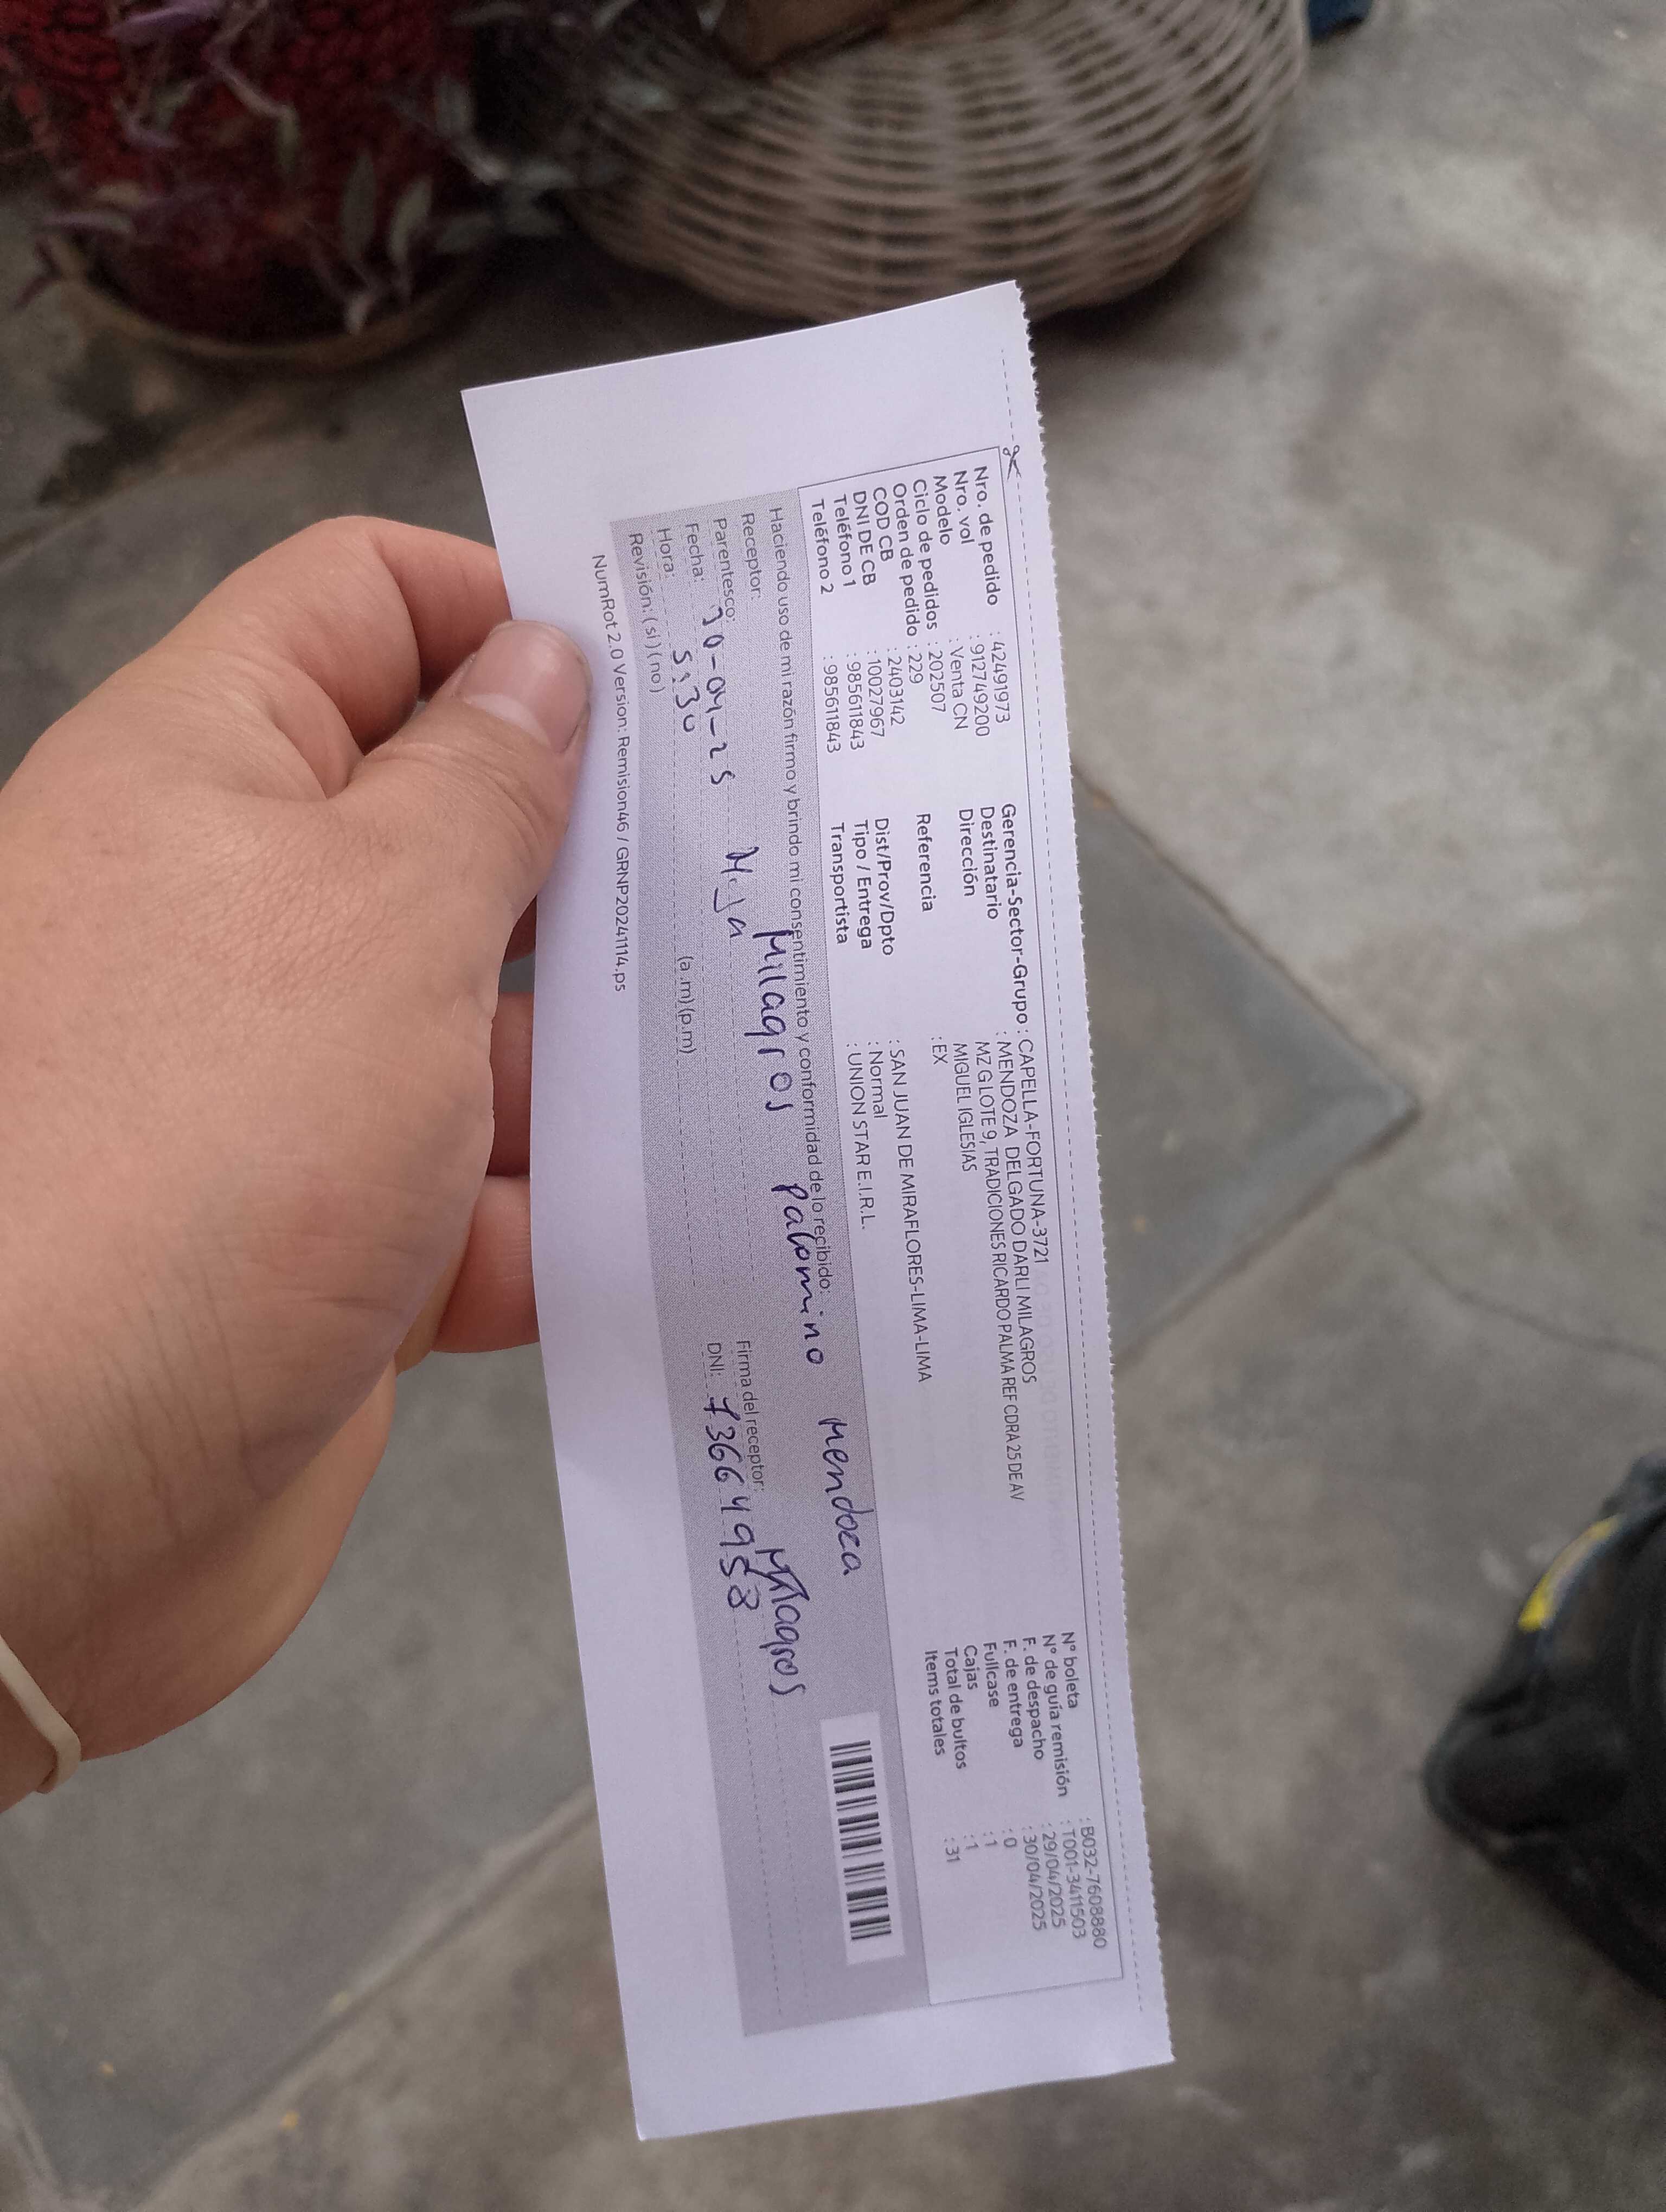 Nro. de pedido : 42491973
Nro. vol : 912749200
Modelo : Venta CN
Ciclo de pedidos : 202507
Orden de pedido : 229
COD CB : 2403142
DNI DE CB : 10027967
Teléfono 1 : 985611843
Teléfono 2 : 985611843
Gerencia-Sector-Grupo : CAPELLA-FORTUNA-3721
Destinatario : MENDOZA DELGADO DARLI MILAGROS
Dirección MZ G LOTE 9, TRADICIONES RICARDO PALMA REF CDRA 25 DE AV
MIGUEL IGLESIAS
Referencia : EX
Dist/Prov/Dpto : SAN JUAN DE MIRAFLORES-LIMA-LIMA
Tipo / Entrega : Normal
Transportista : UNION STAR E.I.R.L.
N° boleta : B032-7608880
N° de guía remisión : T001-3411503
F. de despacho : 29/04/2025
F. de entrega : 30/04/2025
Fullcase : 0
Cajas : 1
Total de bultos : 1
Items totales : 31
Haciendo uso de mi razón firmo y brindo mi consentimiento y conformidad de lo recibido.
Receptor: Milagros Palomino Mendoza
Parentesco: Hija
Fecha: 30-04-25
Hora: 5:30 (a.m) (p.m)
Revisión: (si) (no)
Firma del receptor: Milagros
DNI: 73664958
NumRot 2.0 Version: Remision46 / GRNP20241114.ps